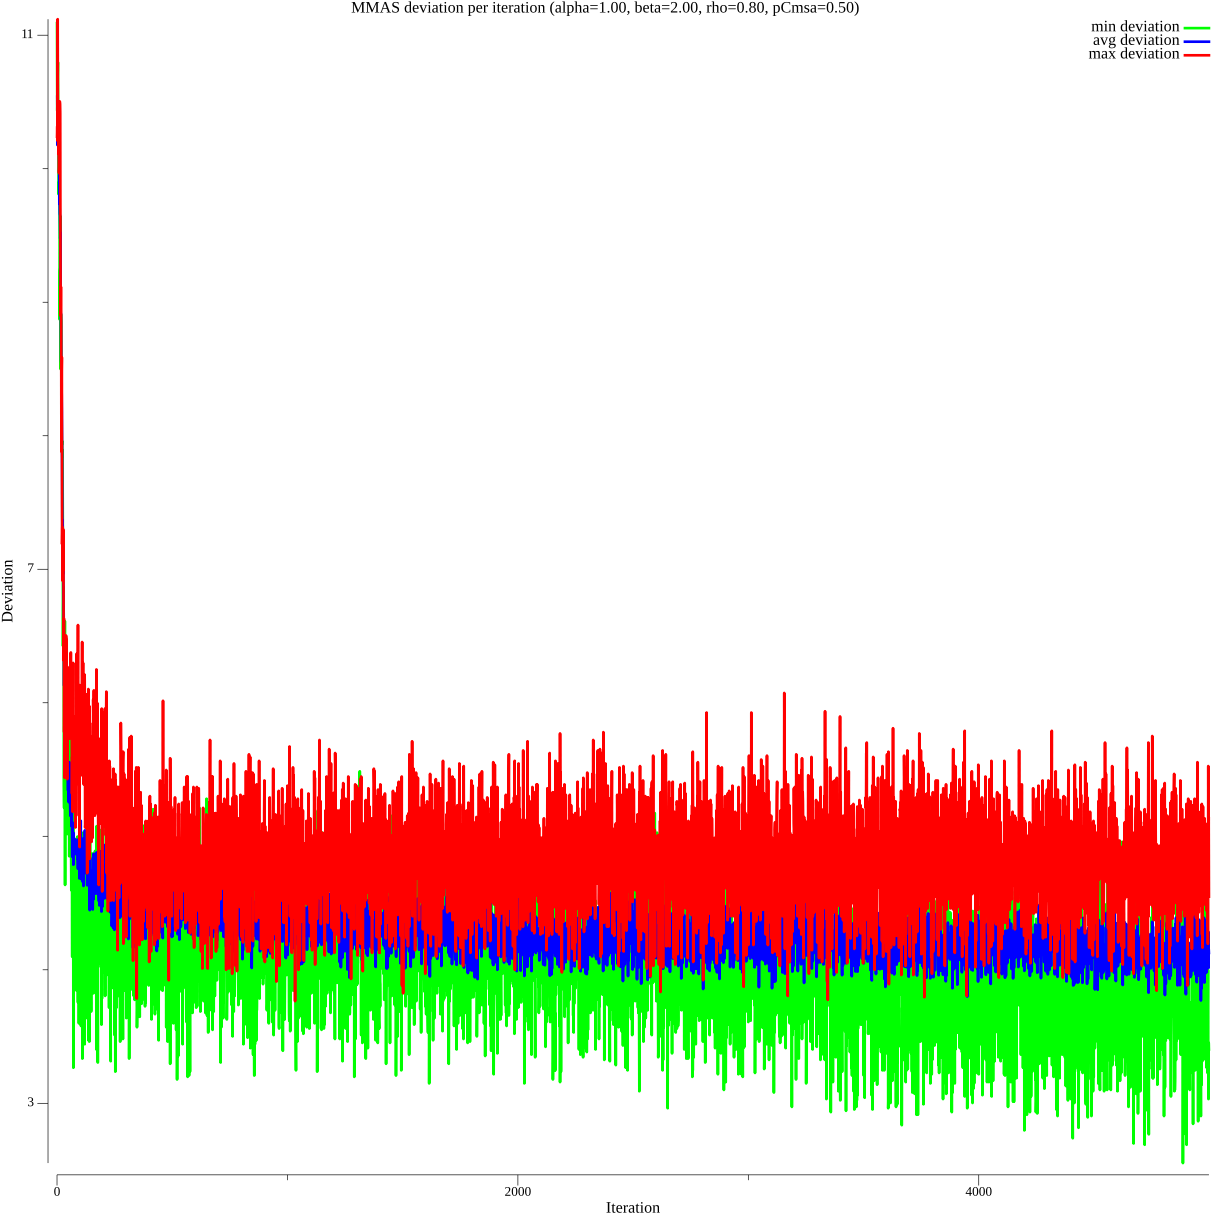 MMAS deviation per iteration (alpha=1.00, beta=2.00, rho=0.80, pCmsa=0.50)
min deviation
avg deviation
max deviation
11
7
3
Deviation
0
2000
4000
Iteration